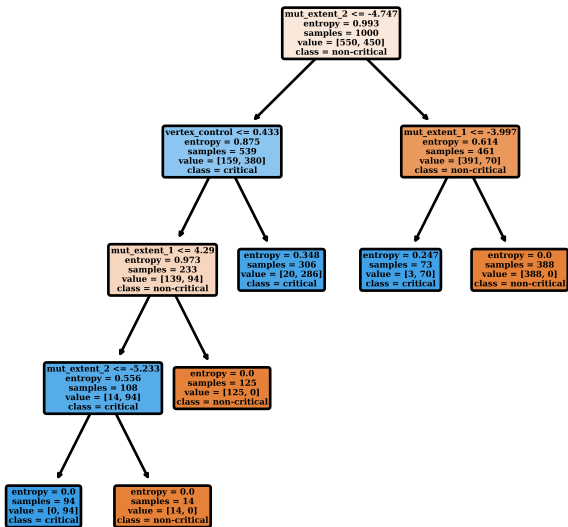 mut_extent_2 <= -4.747
entropy = 0.993
samples = 1000
value = [550, 450]
class = non-critical
vertex_control <= 0.433
entropy = 0.875
samples = 539
value = [159, 380]
class = critical
mut_extent_1 <= -3.997
entropy = 0.614
samples = 461
value = [391, 70]
class = non-critical
mut_extent_1 <= 4.29
entropy = 0.973
samples = 233
value = [139, 94]
class = non-critical
entropy = 0.348
samples = 306
value = [20, 286]
class = critical
entropy = 0.247
samples = 73
value = [3, 70]
class = critical
entropy = 0.0
samples = 388
value = [388, 0]
class = non-critical
mut_extent_2 <= -5.233
entropy = 0.556
samples = 108
value = [14, 94]
class = critical
entropy = 0.0
samples = 125
value = [125, 0]
class = non-critical
entropy = 0.0
samples = 94
value = [0, 94]
class = critical
entropy = 0.0
samples = 14
value = [14, 0]
class = non-critical